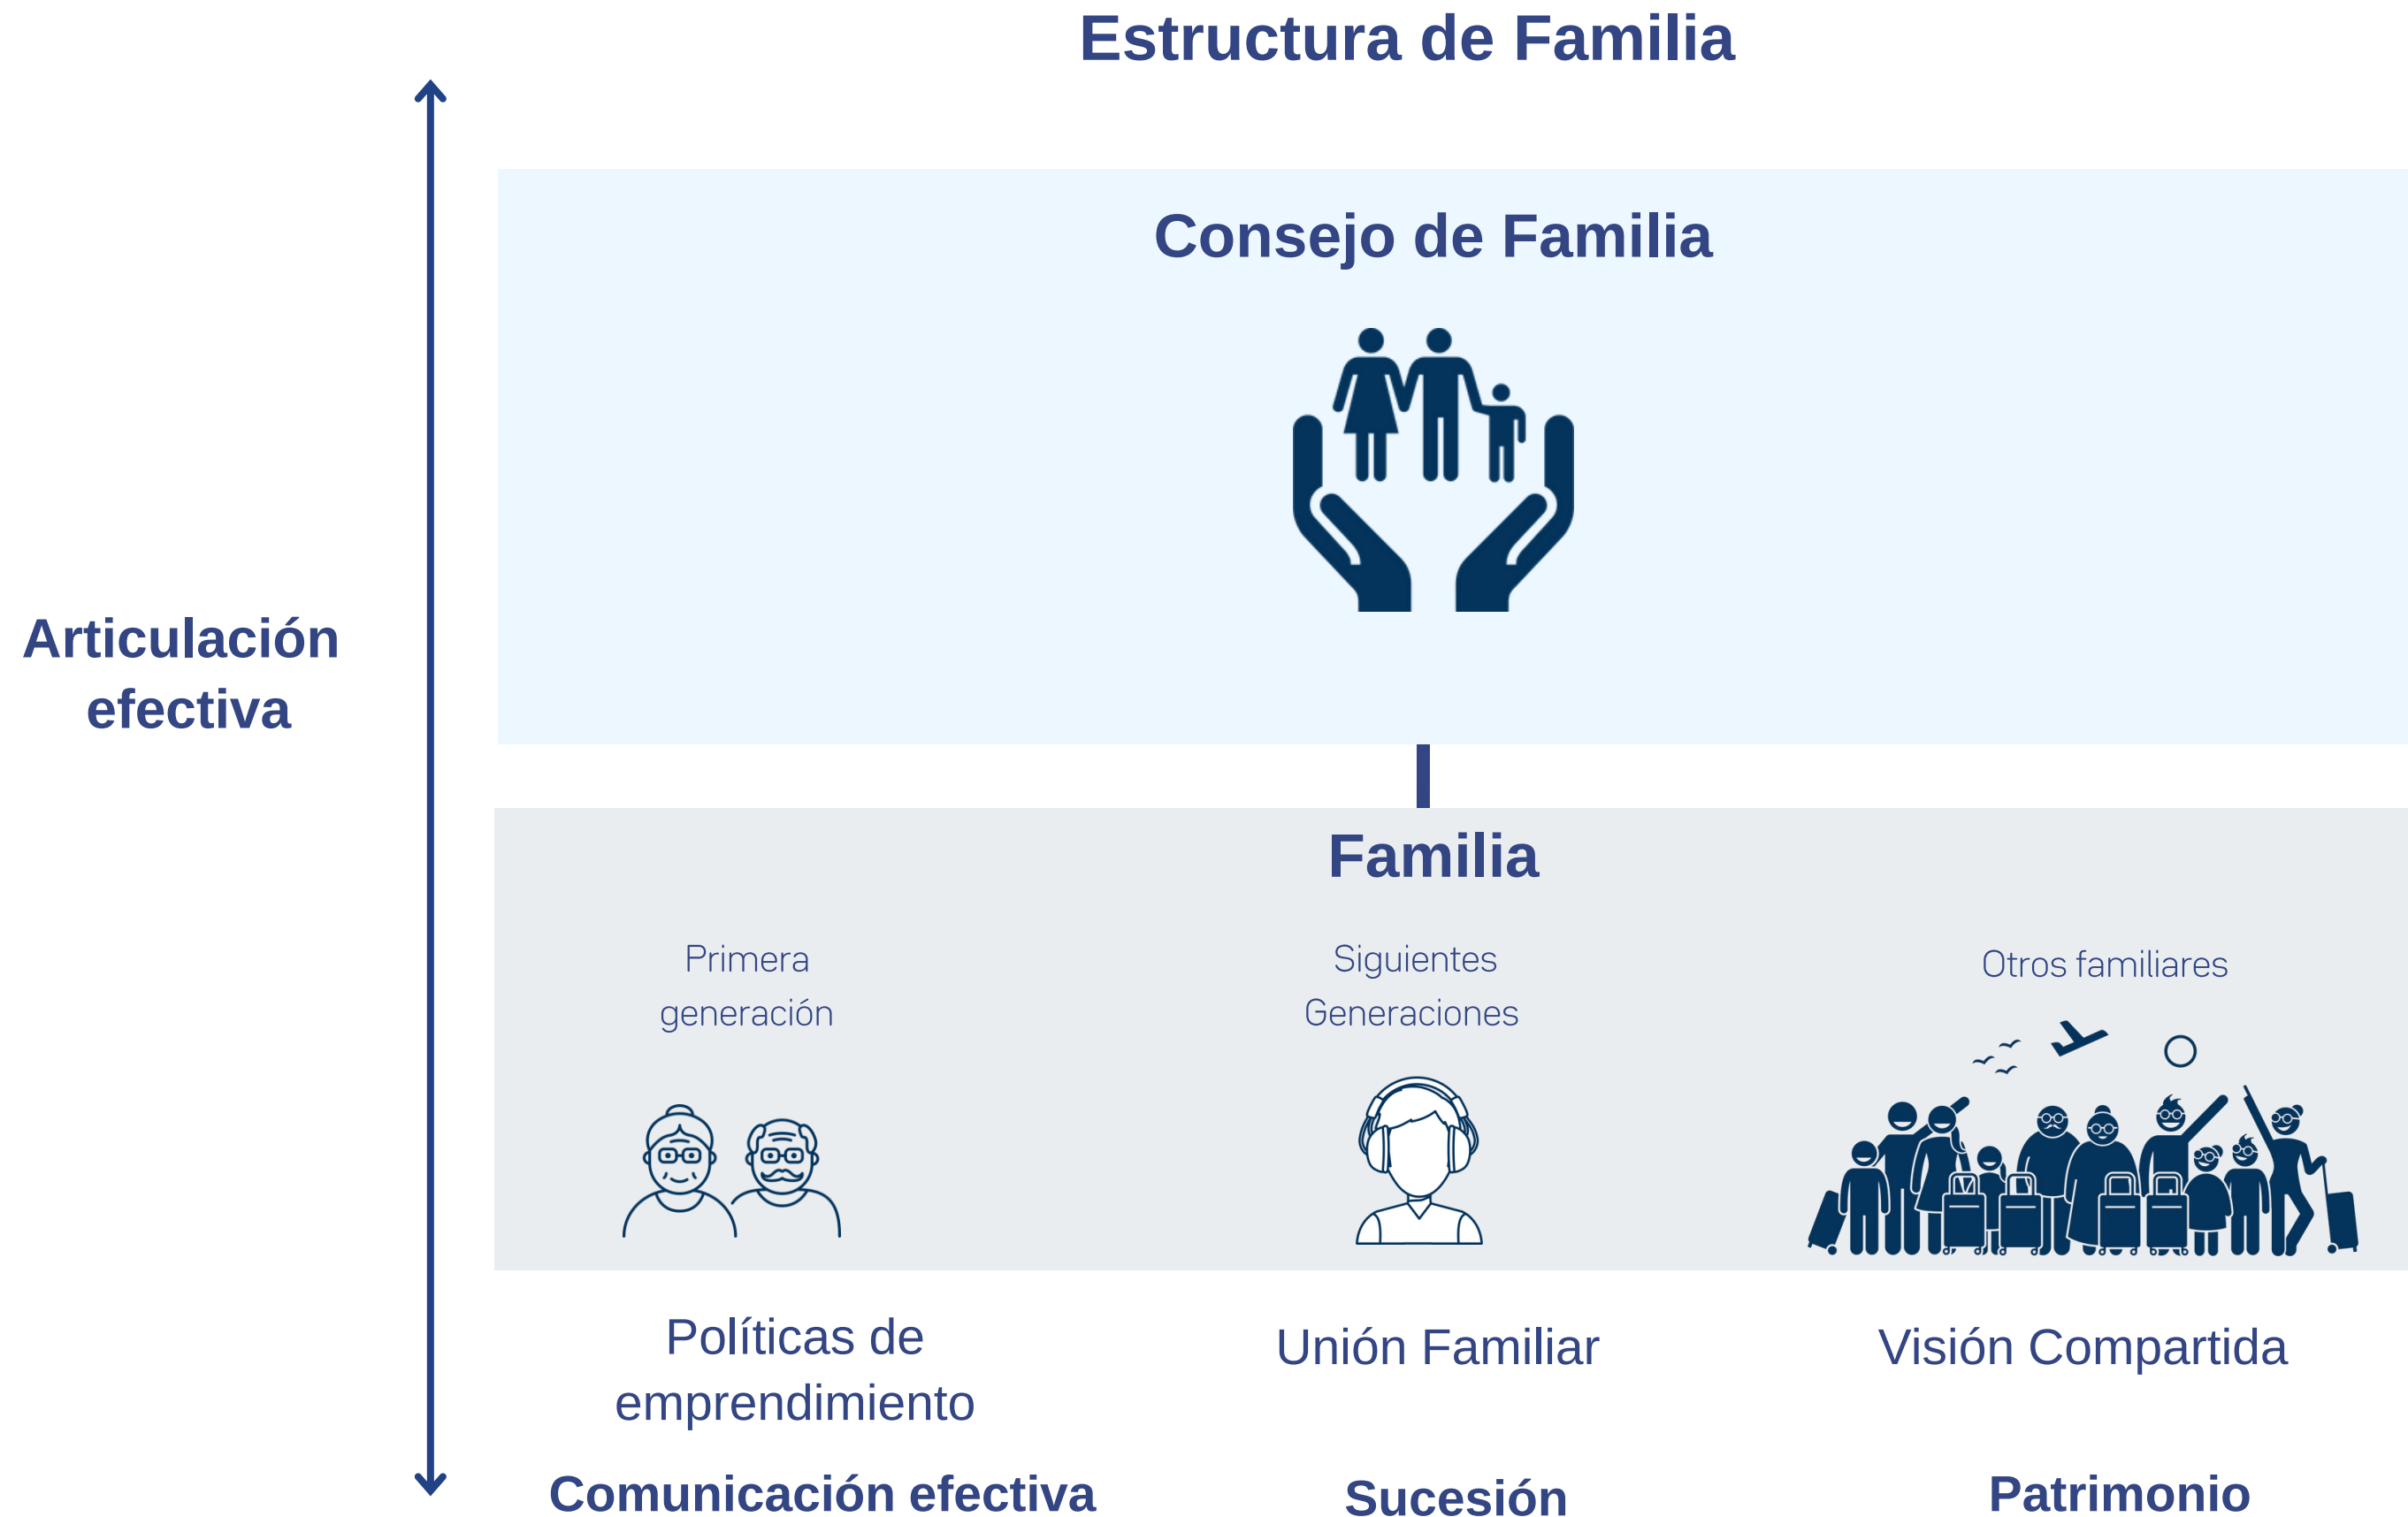 Estructura de Familia
Consejo de Familia
Articulación
efectiva
Familia
Primera
generación
Siguientes
Generaciones
Otros familiares
Políticas de
emprendimiento
Unión Familiar
Visión Compartida
Comunicación efectiva
Sucesión
Patrimonio